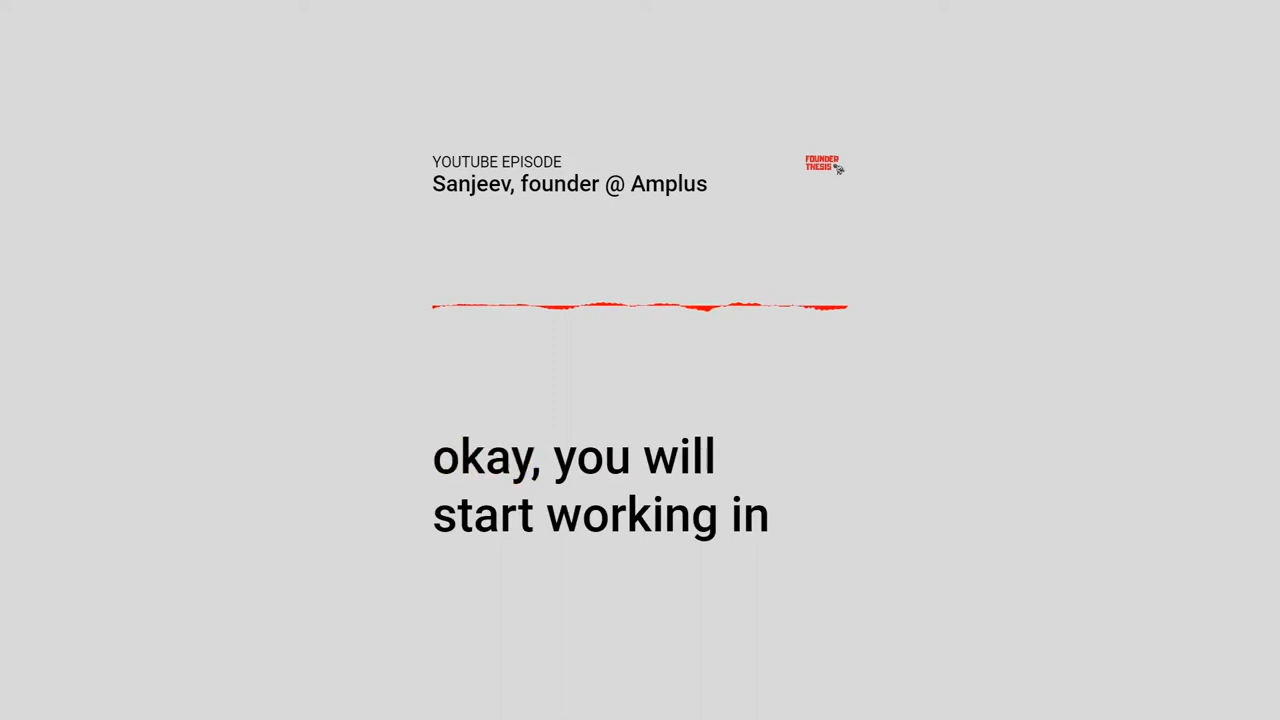 YOUTUBE EPISODE
Sanjeev, founder @ Amplus
FOUNDER
THESIS
okay, you will
start working in